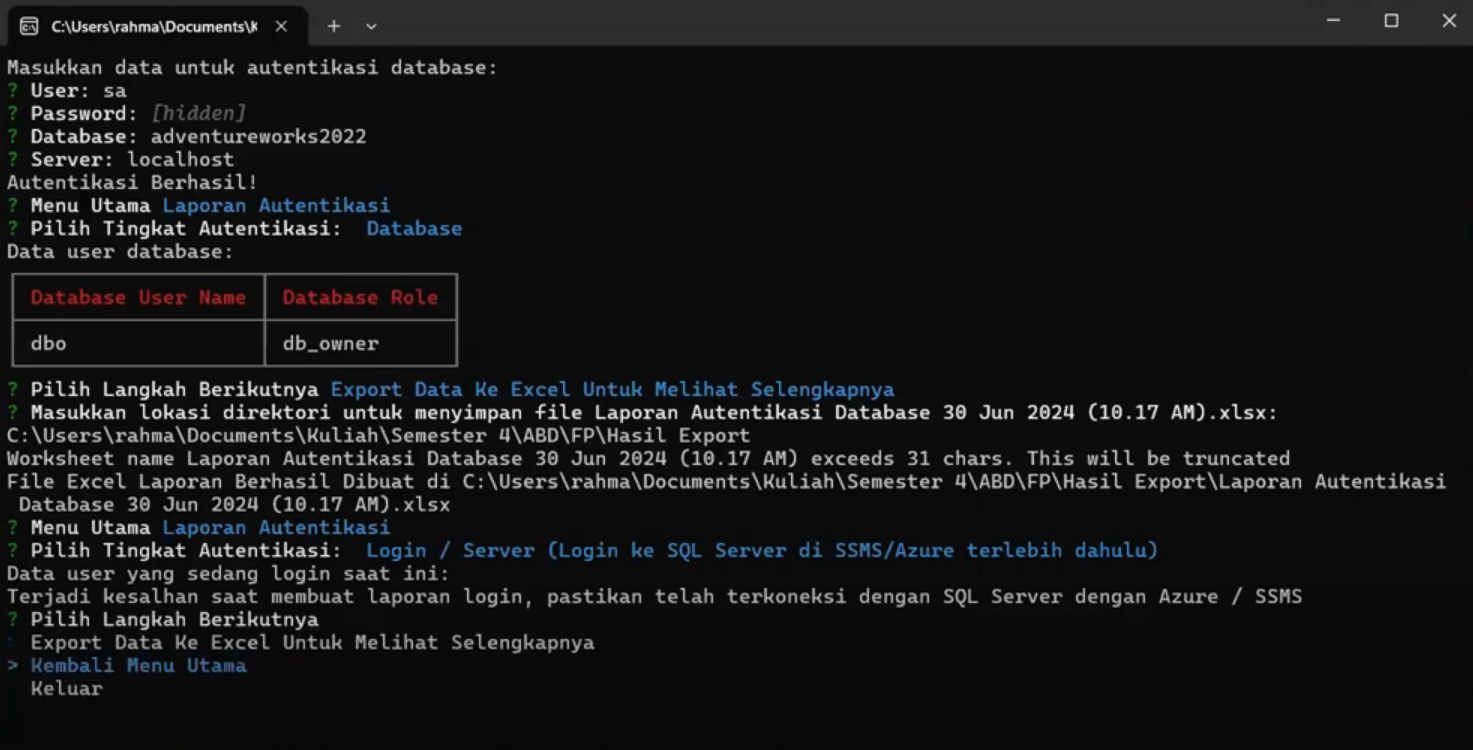 C:\Users\rahma\Documents\K
Masukkan data untuk autentikasi database:
? User: sa
? Password: [hidden]
? Database: adventureworks2022
? Server: localhost
Autentikasi Berhasil!
? Menu Utama Laporan Autentikasi
? Pilih Tingkat Autentikasi:  Database
Data user database:
Database User Name Database Role
dbo db_owner
? Pilih Langkah Berikutnya Export Data Ke Excel Untuk Melihat Selengkapnya
? Masukkan lokasi direktori untuk menyimpan file Laporan Autentikasi Database 30 Jun 2024 (10.17 AM).xlsx:
C:\Users\rahma\Documents\Kuliah\Semester 4\ABD\FP\Hasil Export
Worksheet name Laporan Autentikasi Database 30 Jun 2024 (10.17 AM) exceeds 31 chars. This will be truncated
File Excel Laporan Berhasil Dibuat di C:\Users\rahma\Documents\Kuliah\Semester 4\ABD\FP\Hasil Export\Laporan Autentikasi
Database 30 Jun 2024 (10.17 AM).xlsx
? Menu Utama Laporan Autentikasi
? Pilih Tingkat Autentikasi:  Login / Server (Login ke SQL Server di SSMS/Azure terlebih dahulu)
Data user yang sedang login saat ini:
Terjadi kesalhan saat membuat laporan login, pastikan telah terkoneksi dengan SQL Server dengan Azure / SSMS
? Pilih Langkah Berikutnya
Export Data Ke Excel Untuk Melihat Selengkapnya
> Kembali Menu Utama
Keluar